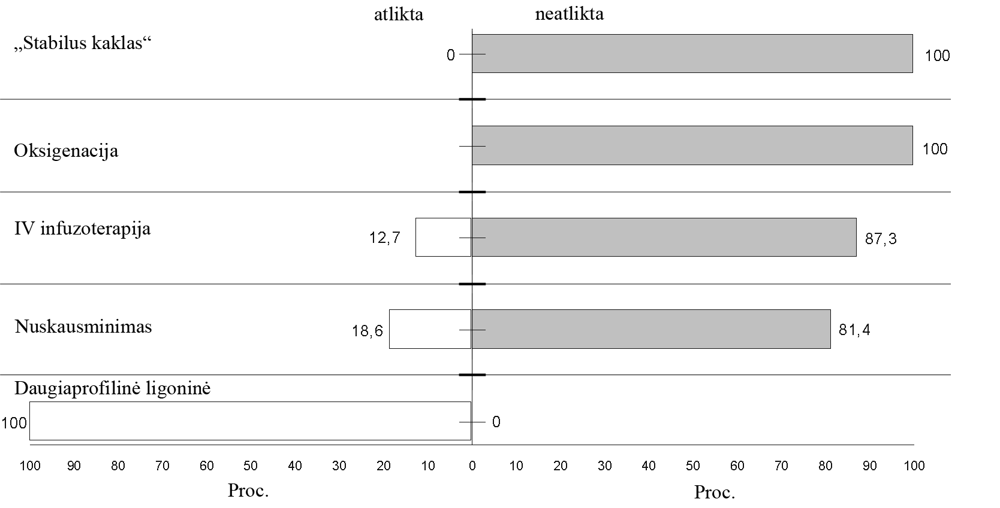 atlikta neatlikta
„Stabilus kaklas“
0 100
Oksigenacija
100
IV infuzoterapija
12,7 87,3
Nuskausminimas
18,6 81,4
Daugiaprofilinė ligoninė
100 0
100 90 80 70 60 50 40 30 20 10 0 10 20 30 40 50 60 70 80 90 100
Proc. Proc.